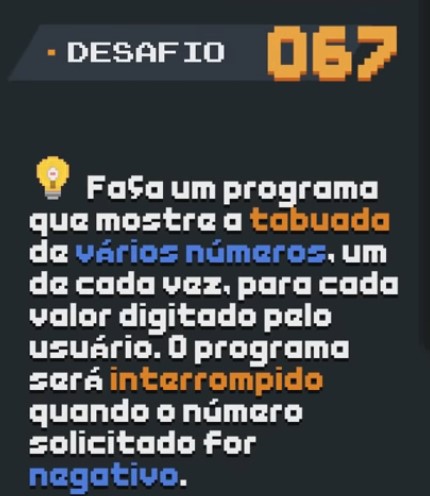 DESAFIO 067
Faça um programa
que mostre a tabuada
de vários números, um
de cada vez, para cada
valor digitado pelo
usuário. O programa
será interrompido
quando o número
solicitado for
negativo.